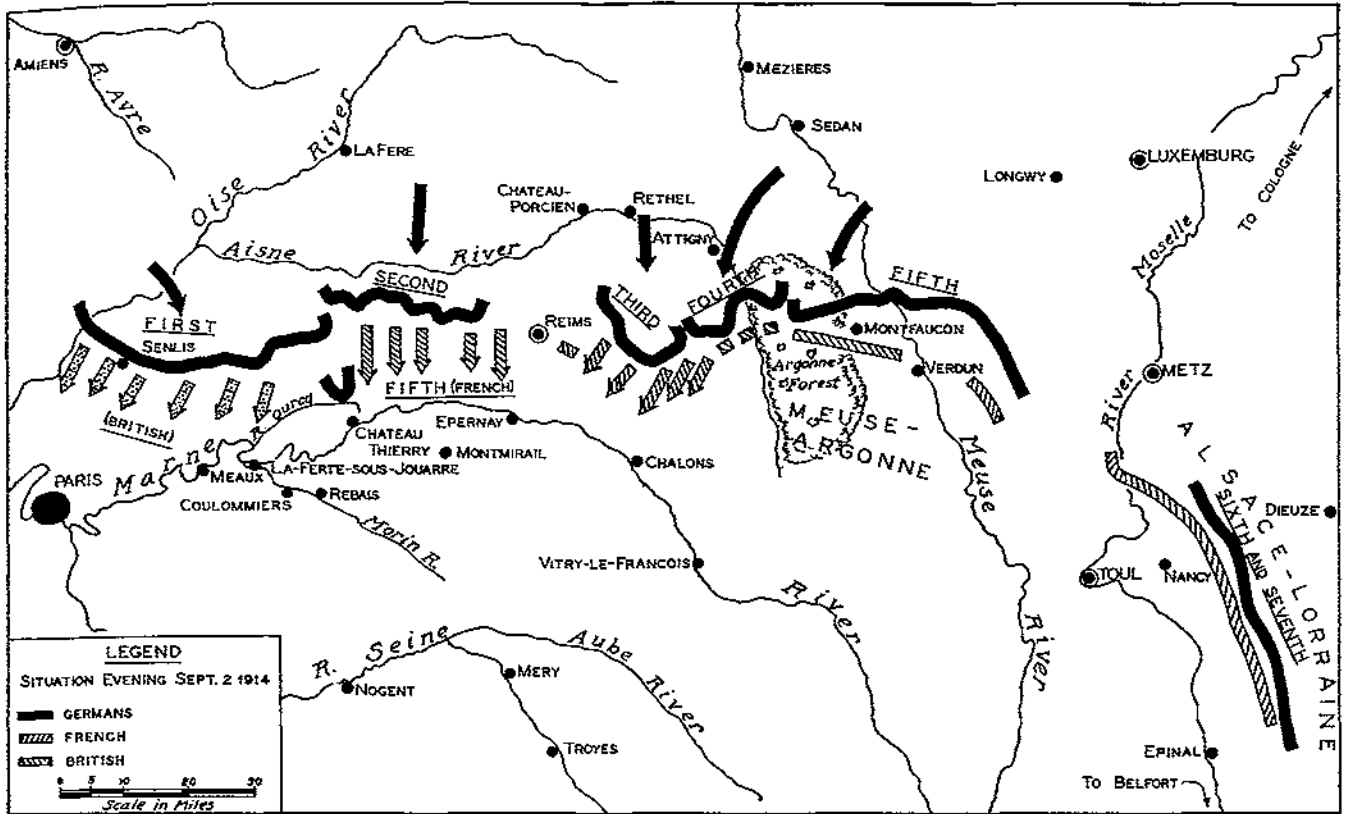 AMIENS
R. Avre
Oise River
LA FERE
MEZIERES
SEDAN
LONGWY
LUXEMBURG
TO COLOGNE
Moselle River
CHATEAU-
PORCIEN
RETHEL
ATTIGNY
Aisne River
SECOND
FIRST
SENLIS
THIRD
FOURTH
FIFTH
REIMS
MONTFAUCON
VERDUN
METZ
Argonne
Forest
MEUSE-
ARGONNE
FIFTH (FRENCH)
(BRITISH)
R. Ourcq
EPERNAY
CHATEAU
THIERRY
MONTMIRAIL
CHALONS
Marne River
MEAUX
LA-FERTE-SOUS-JOUARRE
PARIS
COULOMMIERS
REBAIS
Morin R.
Meuse River
ALSACE-LORRAINE
SIXTH AND SEVENTH
DIEUZE
TOUL
NANCY
VITRY-LE-FRANCOIS
R. Seine
Aube River
NOGENT
MERY
TROYES
EPINAL
TO BELFORT
LEGEND
SITUATION EVENING SEPT. 2 1914
GERMANS
FRENCH
BRITISH
0 5 10 20 30
Scale in Miles